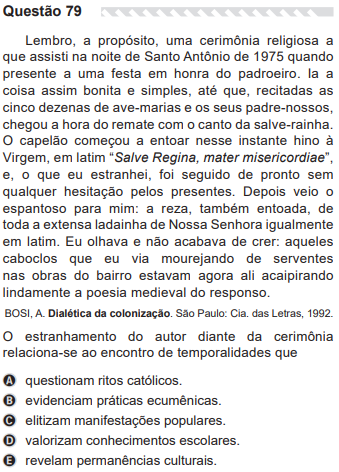 Questão 79
Lembro, a propósito, uma cerimônia religiosa a
que assisti na noite de Santo Antônio de 1975 quando
presente a uma festa em honra do padroeiro. Ia a
coisa assim bonita e simples, até que, recitadas as
cinco dezenas de ave-marias e os seus padre-nossos,
chegou a hora do remate com o canto da salve-rainha.
O capelão começou a entoar nesse instante hino à
Virgem, em latim “Salve Regina, mater misericordiae”,
e, o que eu estranhei, foi seguido de pronto sem
qualquer hesitação pelos presentes. Depois veio o
espantoso para mim: a reza, também entoada, de
toda a extensa ladainha de Nossa Senhora igualmente
em latim. Eu olhava e não acabava de crer: aqueles
caboclos que eu via mourejando de serventes
nas obras do bairro estavam agora ali acaipirando
lindamente a poesia medieval do responso.
BOSI, A. Dialética da colonização. São Paulo: Cia. das Letras, 1992.
O estranhamento do autor diante da cerimônia
relaciona-se ao encontro de temporalidades que
A questionam ritos católicos.
B evidenciam práticas ecumênicas.
C elitizam manifestações populares.
D valorizam conhecimentos escolares.
E revelam permanências culturais.